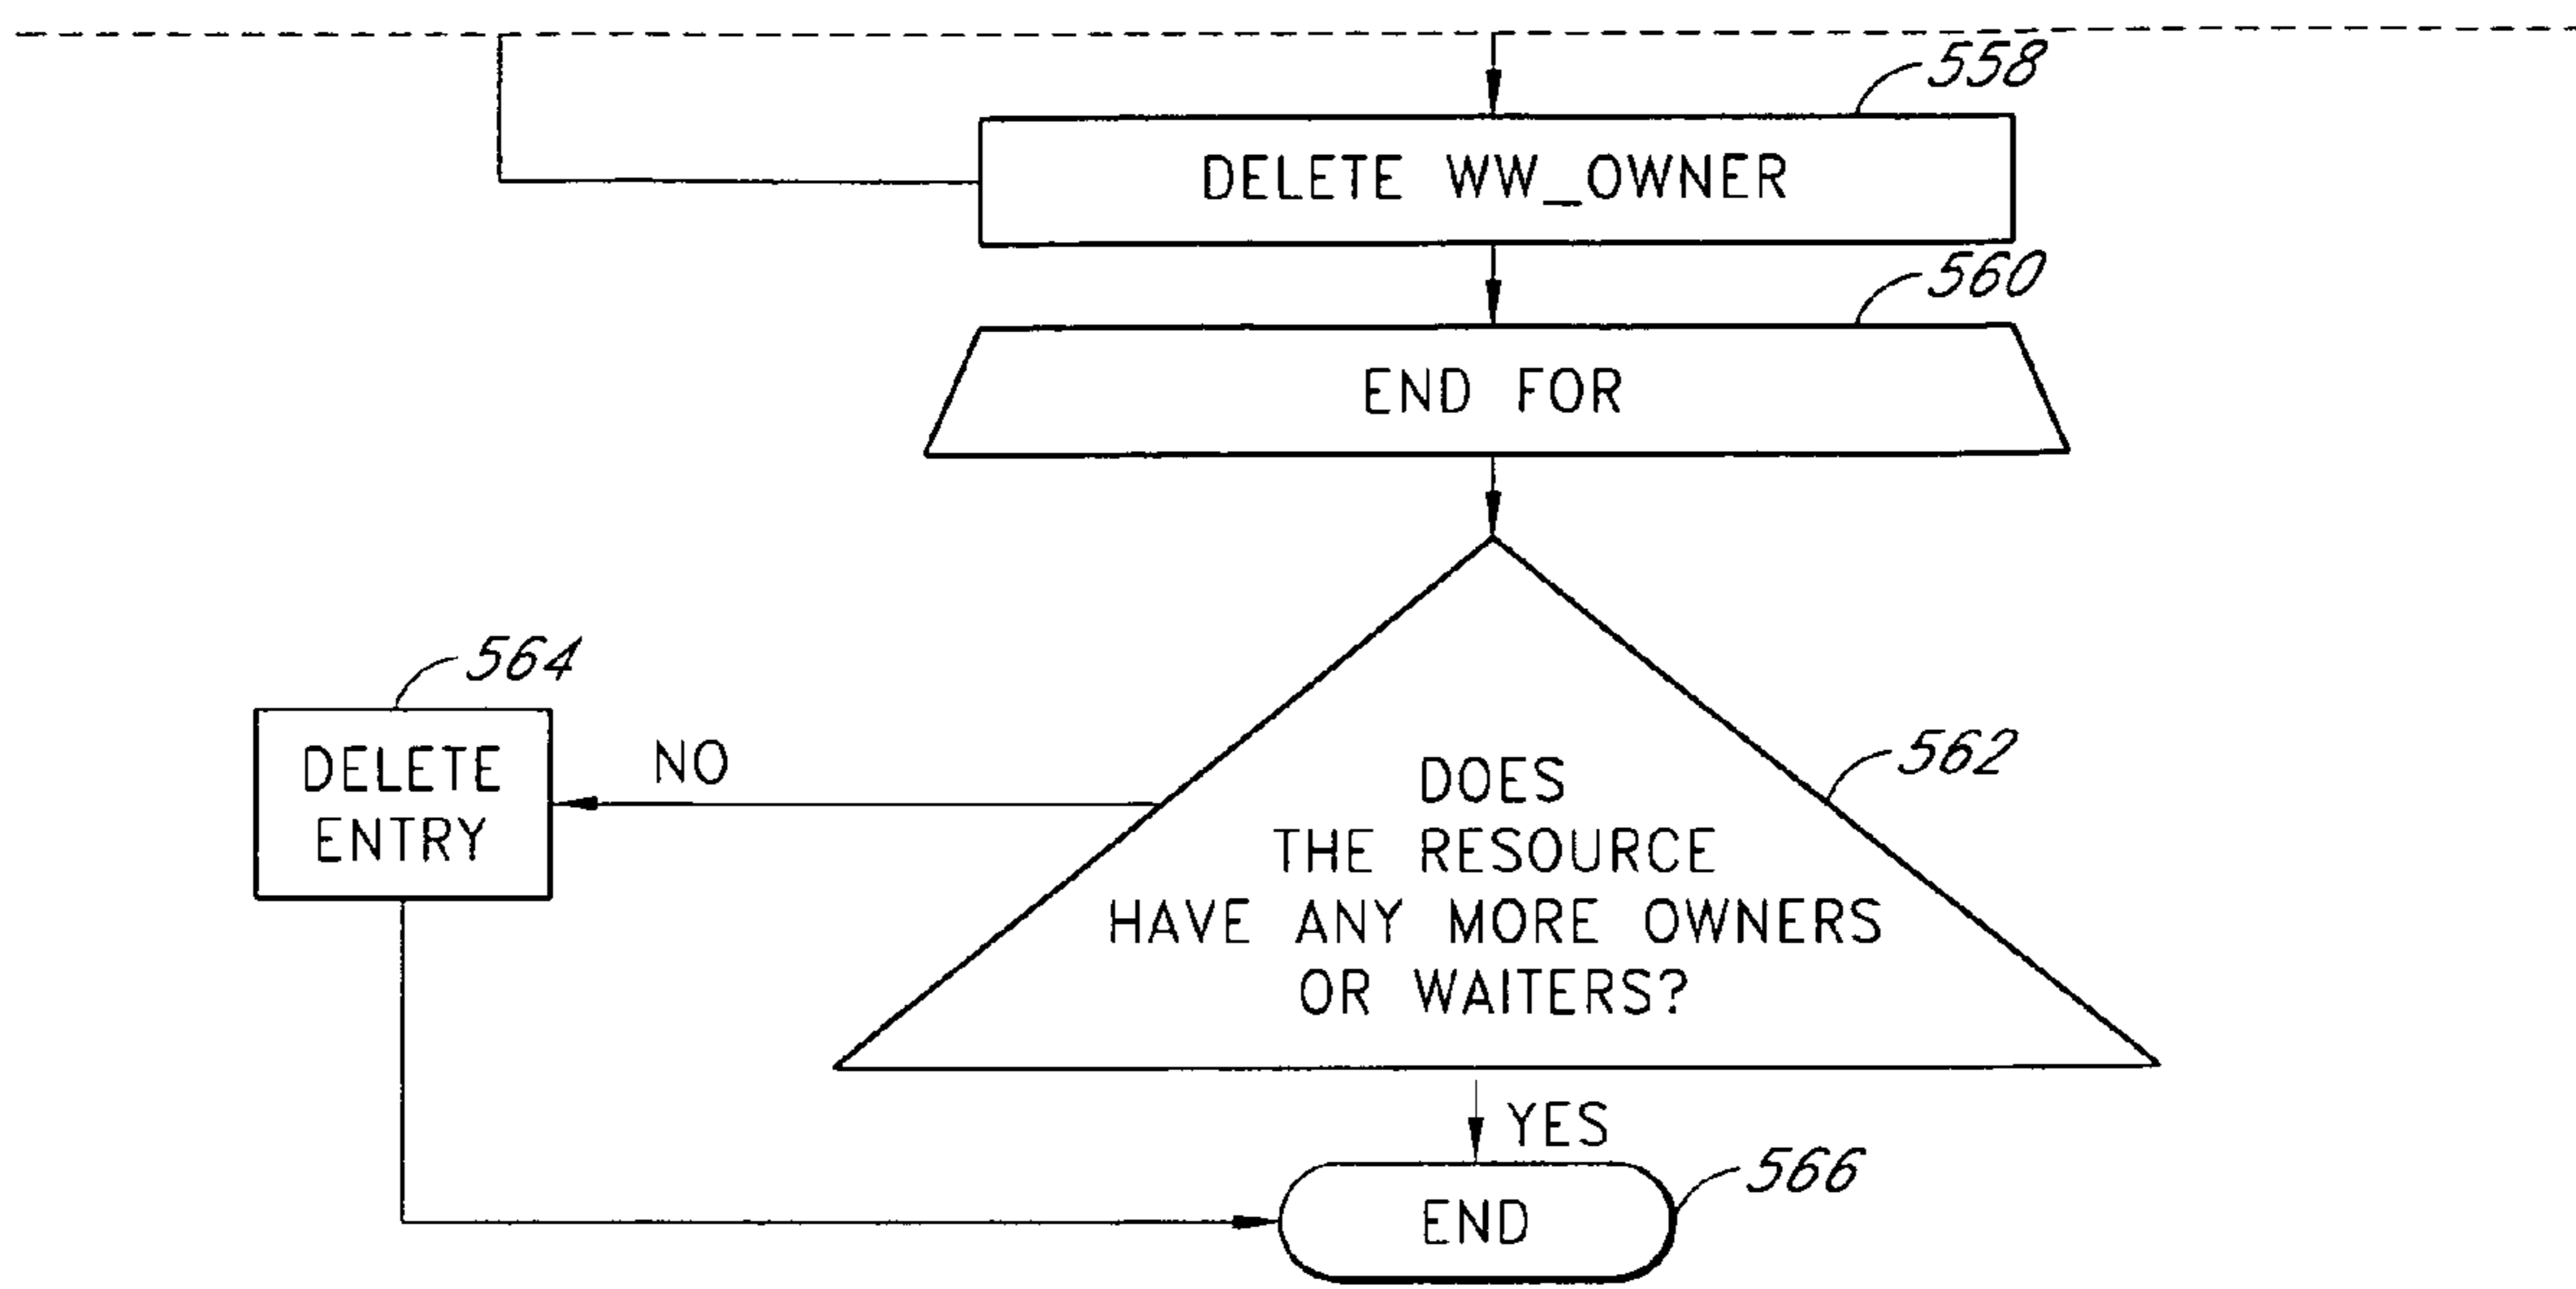 558
DELETE WW_OWNER
560
END FOR
564
DELETE
ENTRY
NO
562
DOES
THE RESOURCE
HAVE ANY MORE OWNERS
OR WAITERS?
YES
566
END